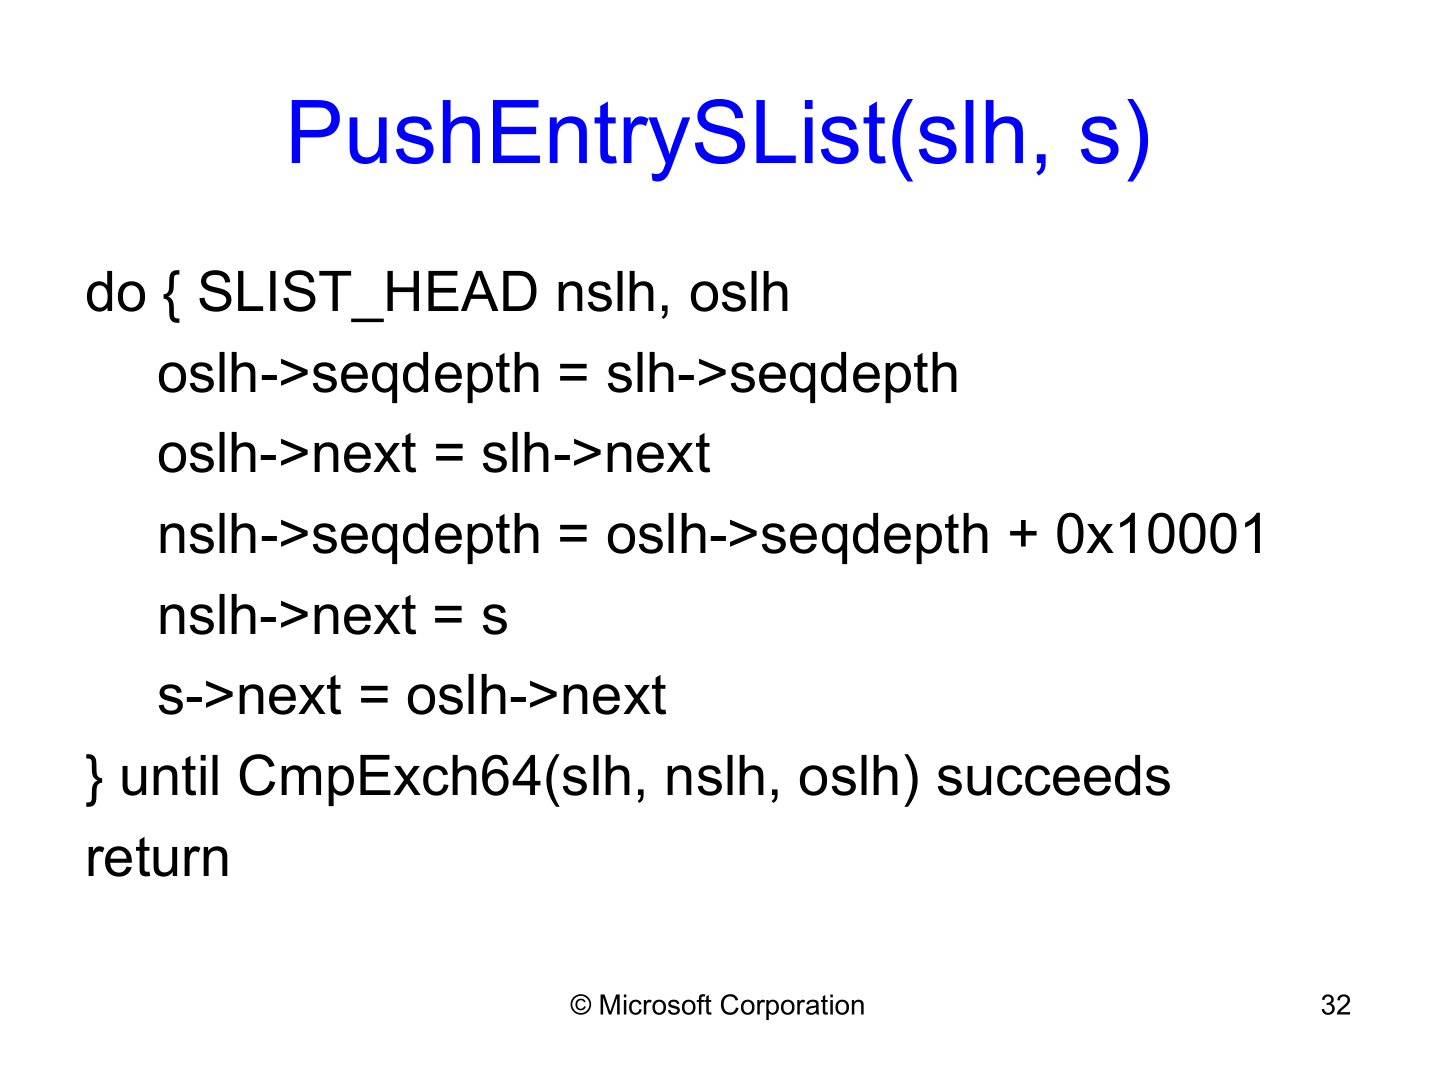 PushEntrySList(slh, s)
do { SLIST_HEAD nslh, oslh
oslh->seqdepth = slh->seqdepth
oslh->next = slh->next
nslh->seqdepth = oslh->seqdepth + 0x10001
nslh->next = s
s->next = oslh->next
} until CmpExch64(slh, nslh, oslh) succeeds
return
© Microsoft Corporation
32